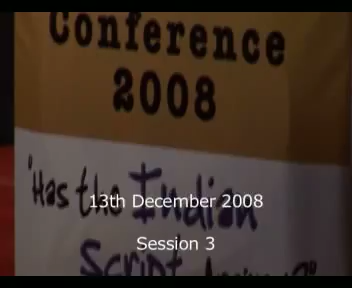 Conference
2008
"Has the Indian
13th December 2008
Session 3
Script